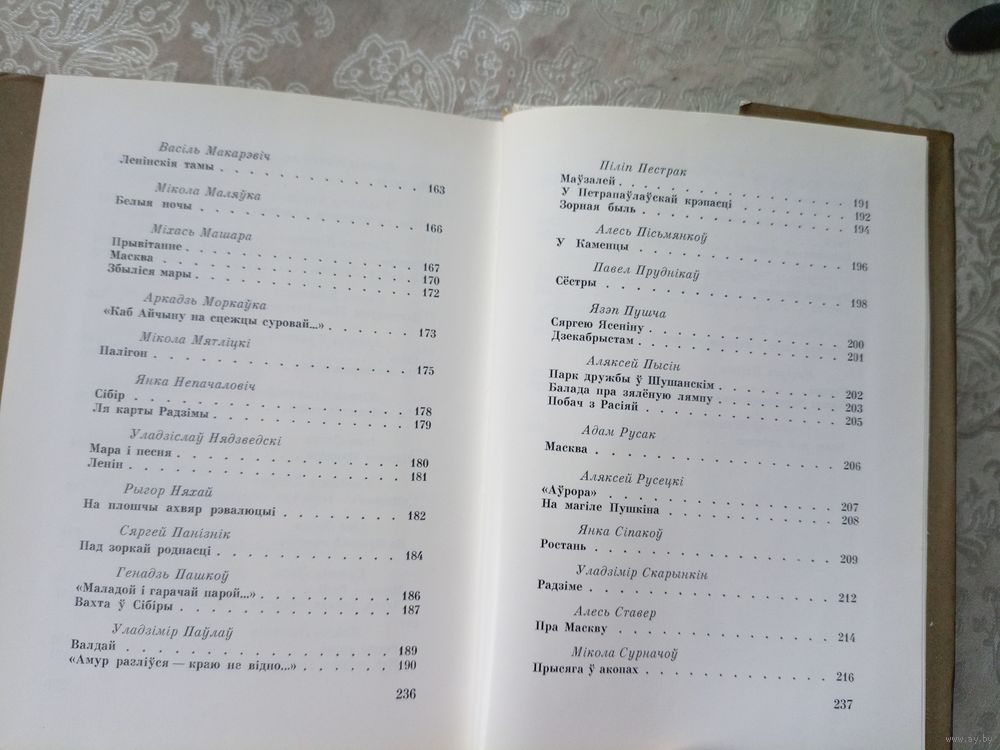 Васіль Макарэвіч
Ленінскія тамы . . . . . . . . . . . . 163
Мікола Маляўка
Белыя ночы . . . . . . . . . . . . . 166
Міхась Машара
Прывітанне . . . . . . . . . . . . . 167
Масква . . . . . . . . . . . . . . 170
Збыліся мары . . . . . . . . . . . . 172
Аркадзь Моркаўка
«Каб Айчыну на сцежцы суровай...» . . . . . . 173
Мікола Мятліцкі
Палігон . . . . . . . . . . . . . . 175
Янка Непачаловіч
Сібір . . . . . . . . . . . . . . . 178
Ля карты Радзімы . . . . . . . . . . . 179
Уладзіслаў Нядзведскі
Мара і песня . . . . . . . . . . . . . 180
Ленін . . . . . . . . . . . . . . . 181
Рыгор Няхай
На плошчы ахвяр рэвалюцыі . . . . . . . . 182
Сяргей Панізнік
Пад зоркай роднасці . . . . . . . . . . 184
Генадзь Пашкоў
«Маладой і гарачай парой...» . . . . . . . . 186
Вахта ў Сібіры . . . . . . . . . . . . 187
Уладзімір Паўлаў
Валдай . . . . . . . . . . . . . . 189
«Амур разліўся — краю не відно...» . . . . . . 190
236
Піліп Пестрак
Маўзалей . . . . . . . . . . . . . . 191
У Петрапаўлаўскай крэпасці . . . . . . . . 192
Зорная быль . . . . . . . . . . . . . 194
Алесь Пісьмянкоў
У Каменцы . . . . . . . . . . . . . 196
Павел Пруднікаў
Сёстры . . . . . . . . . . . . . . 198
Язэп Пушча
Сяргею Ясеніну . . . . . . . . . . . . 200
Дзекабрыстам . . . . . . . . . . . . 201
Аляксей Пысін
Парк дружбы ў Шушанскім . . . . . . . . 202
Балада пра зялёную лямпу . . . . . . . . 203
Побач з Расіяй . . . . . . . . . . . . 205
Адам Русак
Масква . . . . . . . . . . . . . . 206
Аляксей Русецкі
«Аўрора» . . . . . . . . . . . . . . 207
На магіле Пушкіна . . . . . . . . . . . 208
Янка Сіпакоў
Ростань . . . . . . . . . . . . . . 209
Уладзімір Скарынкін
Радзіме . . . . . . . . . . . . . . 212
Алесь Ставер
Пра Маскву . . . . . . . . . . . . . 214
Мікола Сурначоў
Прысяга ў акопах . . . . . . . . . . . 216
237
www.ay.by